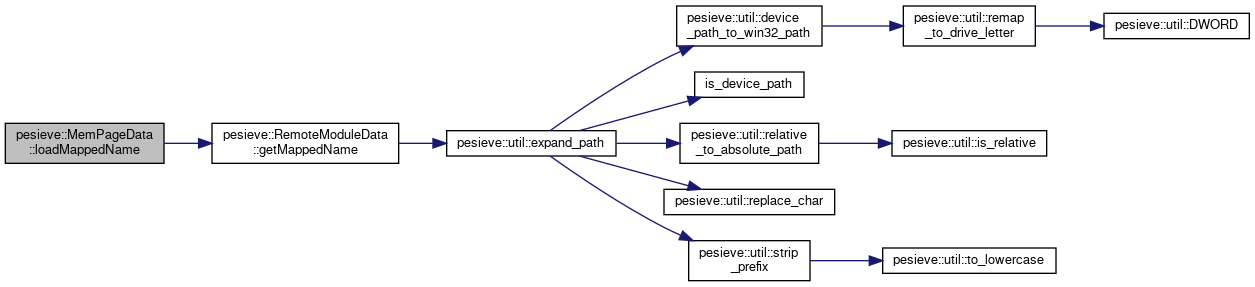 pesieve::MemPageData
::loadMappedName
pesieve::RemoteModuleData
::getMappedName
pesieve::util::expand_path
pesieve::util::device
_path_to_win32_path
pesieve::util::remap
_to_drive_letter
pesieve::util::DWORD
is_device_path
pesieve::util::relative
_to_absolute_path
pesieve::util::is_relative
pesieve::util::replace_char
pesieve::util::strip
_prefix
pesieve::util::to_lowercase